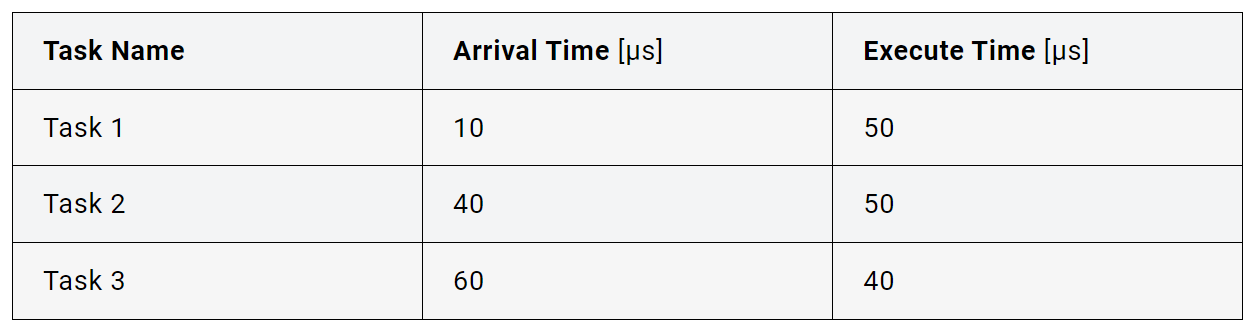 Task Name Arrival Time [µs] Execute Time [µs]
Task 1 10 50
Task 2 40 50
Task 3 60 40